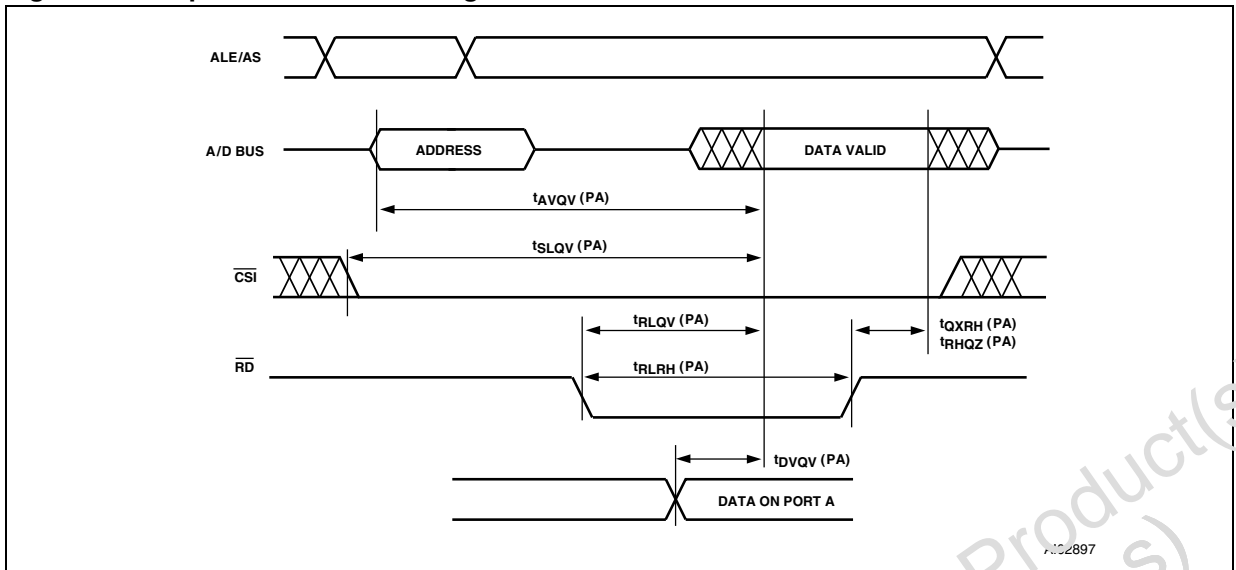 ALE/AS
A/D BUS
ADDRESS
DATA VALID
tAVQV (PA)
tSLQV (PA)
CSI
tRLQV (PA)
tQXRH (PA)
tRHQZ (PA)
RD
tRLRH (PA)
tDVQV (PA)
DATA ON PORT A
Product(s
s)